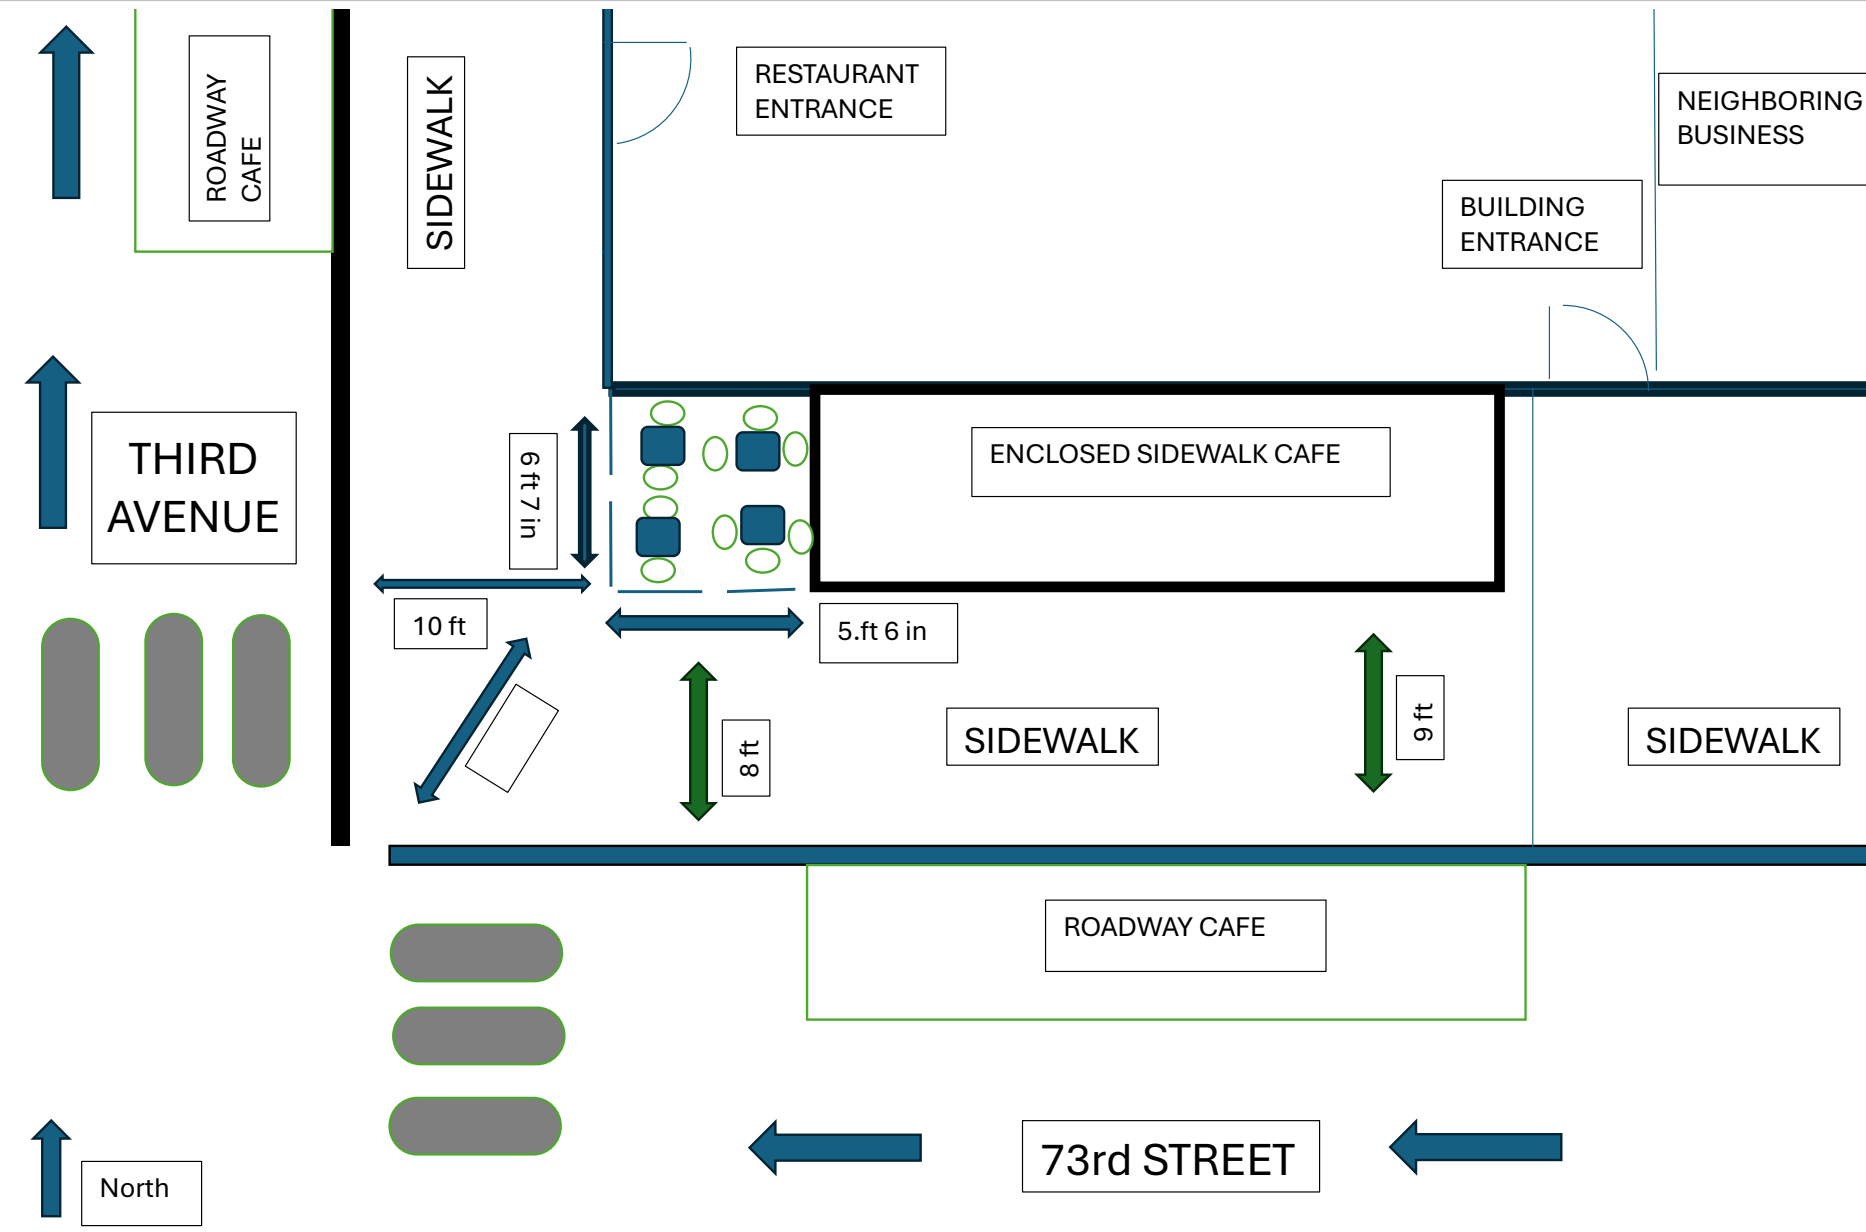 ROADWAY
CAFE
SIDEWALK
RESTAURANT
ENTRANCE
NEIGHBORING
BUSINESS
BUILDING
ENTRANCE
THIRD
AVENUE
6 ft 7 in
ENCLOSED SIDEWALK CAFE
10 ft
5.ft 6 in
8 ft
SIDEWALK
9 ft
SIDEWALK
ROADWAY CAFE
73rd STREET
North